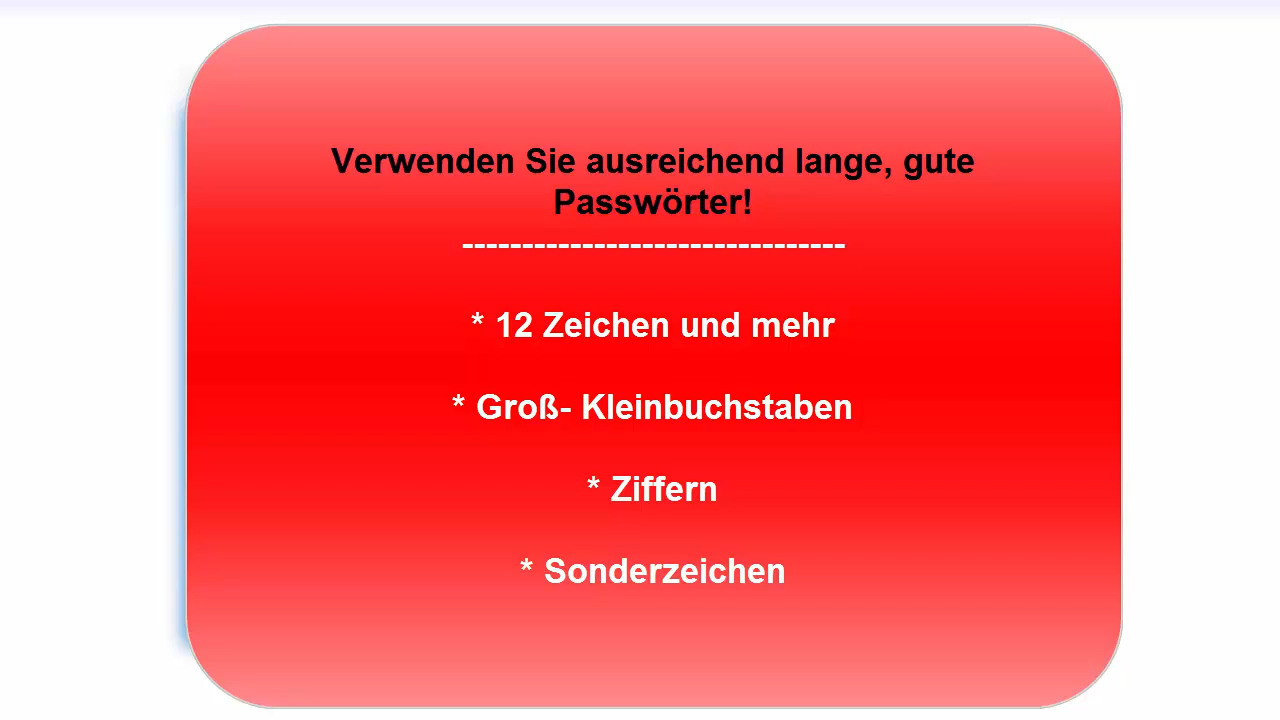 Verwenden Sie ausreichend lange, gute
Passwörter!
--------------------------------
* 12 Zeichen und mehr
* Groß- Kleinbuchstaben
* Ziffern
* Sonderzeichen